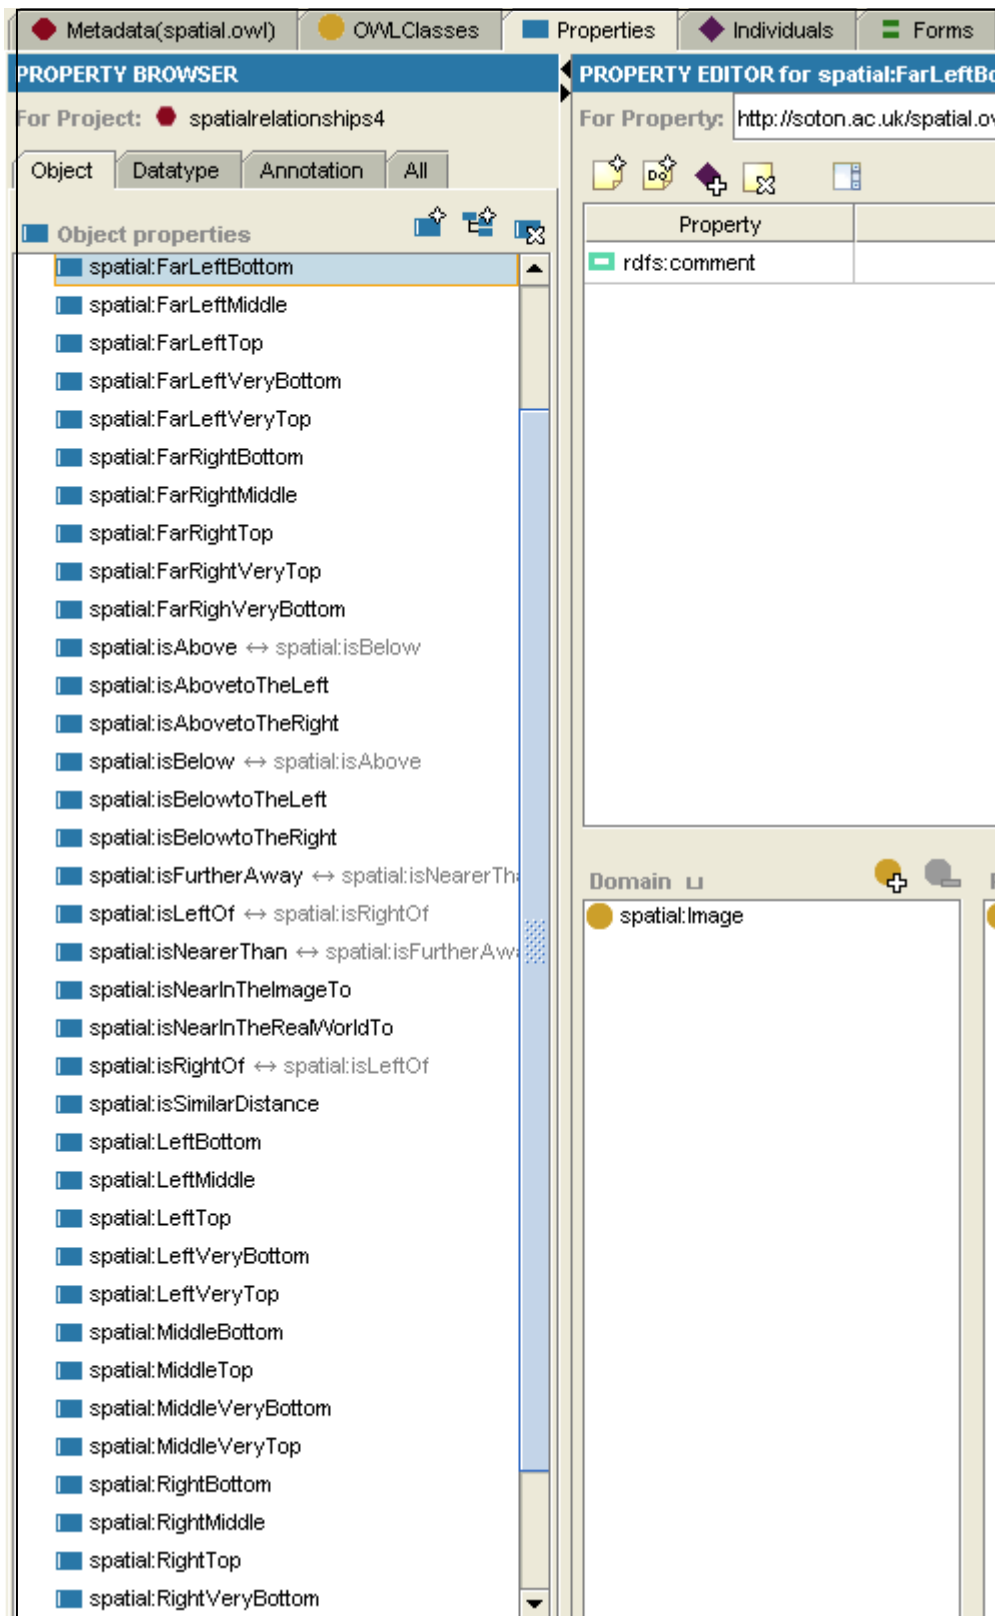 Metadata(spatial.owl) OWLClasses Properties Individuals Forms
PROPERTY BROWSER
For Project: spatialrelationships4
Object Datatype Annotation All
Object properties
spatial:FarLeftBottom
spatial:FarLeftMiddle
spatial:FarLeftTop
spatial:FarLeftVeryBottom
spatial:FarLeftVeryTop
spatial:FarRightBottom
spatial:FarRightMiddle
spatial:FarRightTop
spatial:FarRightVeryTop
spatial:FarRighVeryBottom
spatial:isAbove ↔ spatial:isBelow
spatial:isAbovetoTheLeft
spatial:isAbovetoTheRight
spatial:isBelow ↔ spatial:isAbove
spatial:isBelowtoTheLeft
spatial:isBelowtoTheRight
spatial:isFurtherAway ↔ spatial:isNearerTh
spatial:isLeftOf ↔ spatial:isRightOf
spatial:isNearerThan ↔ spatial:isFurtherAw
spatial:isNearInTheImageTo
spatial:isNearInTheRealWorldTo
spatial:isRightOf ↔ spatial:isLeftOf
spatial:isSimilarDistance
spatial:LeftBottom
spatial:LeftMiddle
spatial:LeftTop
spatial:LeftVeryBottom
spatial:LeftVeryTop
spatial:MiddleBottom
spatial:MiddleTop
spatial:MiddleVeryBottom
spatial:MiddleVeryTop
spatial:RightBottom
spatial:RightMiddle
spatial:RightTop
spatial:RightVeryBottom
PROPERTY EDITOR for spatial:FarLeftBo
For Property: http://soton.ac.uk/spatial.ow
Property
rdfs:comment
Domain ⊔
spatial:Image